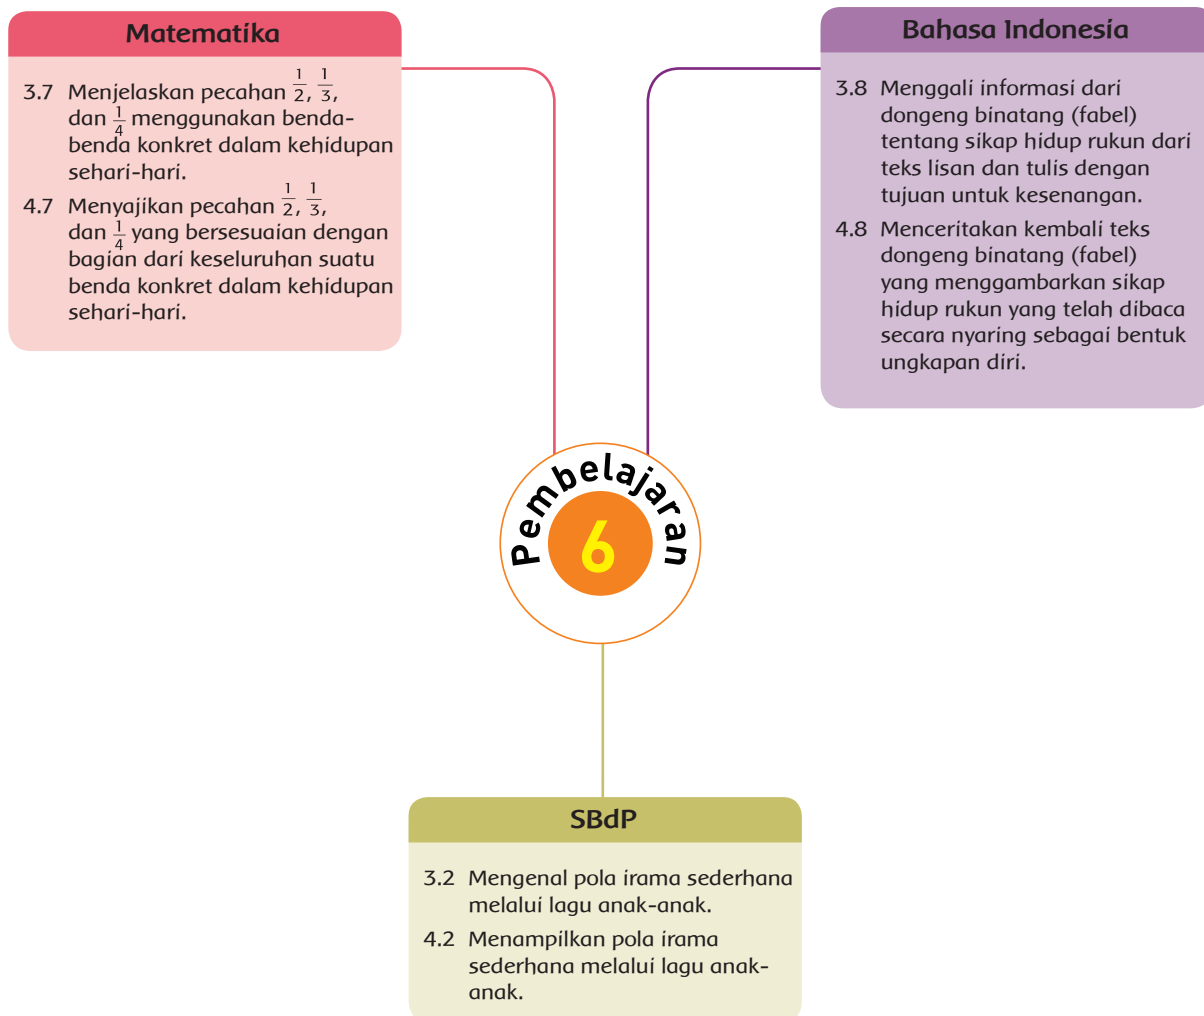 Matematika
3.7 Menjelaskan pecahan 1/2, 1/3,
dan 1/4 menggunakan benda-
benda konkret dalam kehidupan
sehari-hari.
4.7 Menyajikan pecahan 1/2, 1/3,
dan 1/4 yang bersesuaian dengan
bagian dari keseluruhan suatu
benda konkret dalam kehidupan
sehari-hari.
Bahasa Indonesia
3.8 Menggali informasi dari
dongeng binatang (fabel)
tentang sikap hidup rukun dari
teks lisan dan tulis dengan
tujuan untuk kesenangan.
4.8 Menceritakan kembali teks
dongeng binatang (fabel)
yang menggambarkan sikap
hidup rukun yang telah dibaca
secara nyaring sebagai bentuk
ungkapan diri.
Pembelajaran
6
SBdP
3.2 Mengenal pola irama sederhana
melalui lagu anak-anak.
4.2 Menampilkan pola irama
sederhana melalui lagu anak-
anak.